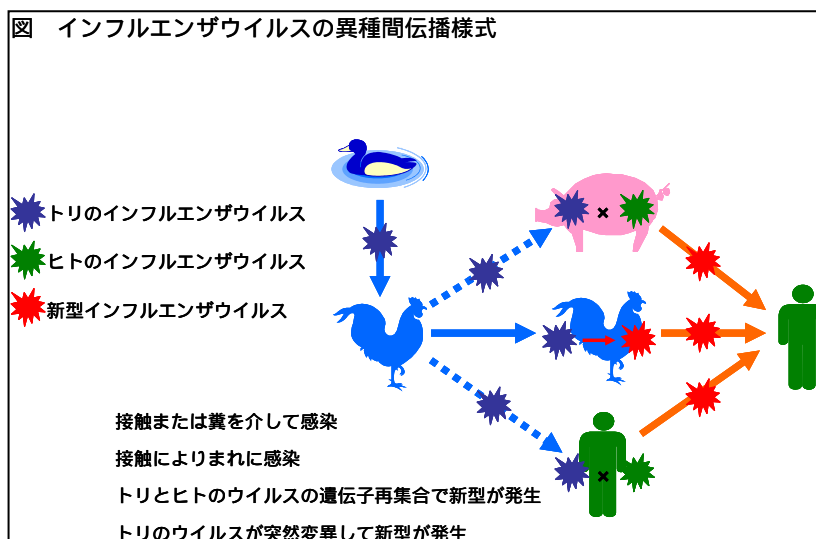 図　インフルエンザウイルスの異種間伝播様式
トリのインフルエンザウイルス
ヒトのインフルエンザウイルス
新型インフルエンザウイルス
接触または糞を介して感染
接触によりまれに感染
トリとヒトのウイルスの遺伝子再集合で新型が発生
トリのウイルスが突然変異して新型が発生